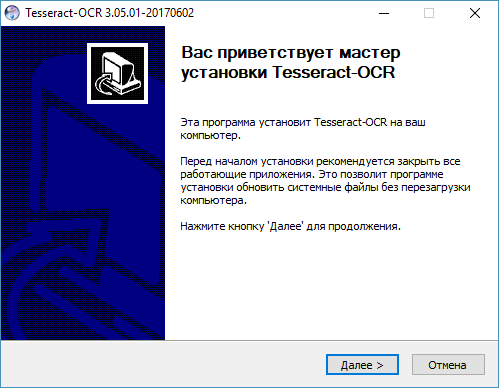 Tesseract-OCR 3.05.01-20170602
Вас приветствует мастер
установки Tesseract-OCR
Эта программа установит Tesseract-OCR на ваш
компьютер.
Перед началом установки рекомендуется закрыть все
работающие приложения. Это позволит программе
установки обновить системные файлы без перезагрузки
компьютера.
Нажмите кнопку 'Далее' для продолжения.
Далее >
Отмена